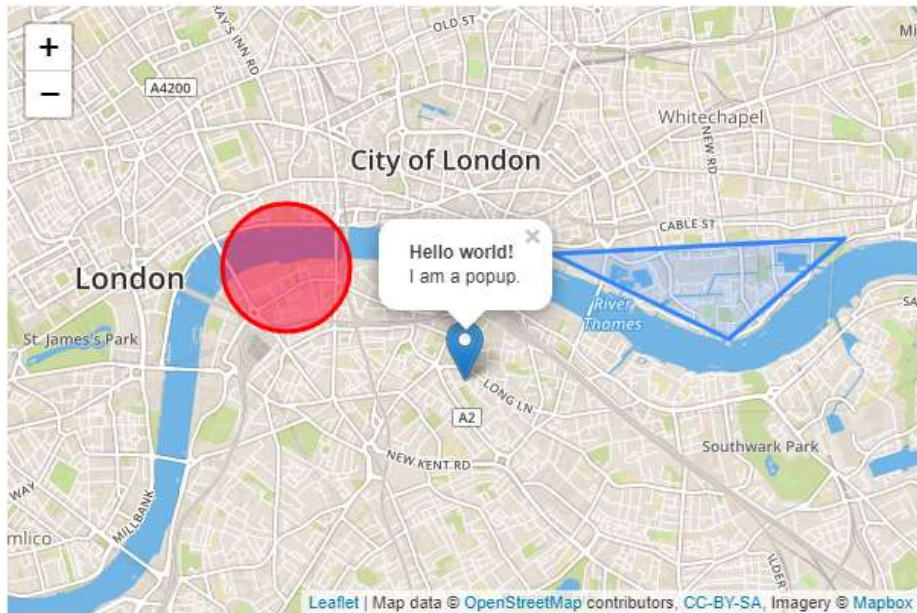 +
−
OLD ST
Mi
A4200
Whitechapel
NEW RD
City of London
CABLE ST
×
Hello world!
I am a popup.
London
River
Thames
St. James's Park
LONG LN
A2
Southwark Park
NEW KENT RD
WAY
MILLBANK
mlico
Leaflet | Map data © OpenStreetMap contributors, CC-BY-SA, Imagery © Mapbox